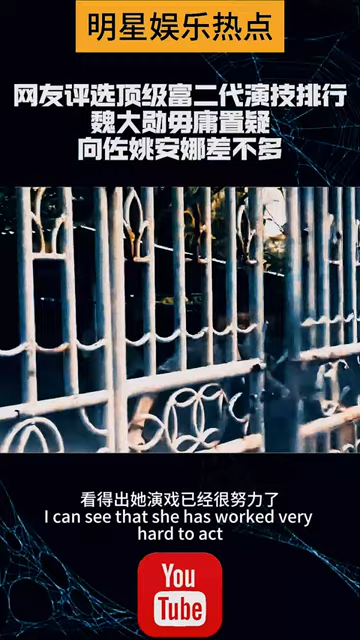 明星娱乐热点
网友评选顶级富二代演技排行
魏大勋毋庸置疑
向佐姚安娜差不多
看得出她演戏已经很努力了
I can see that she has worked very
hard to act
You
Tube